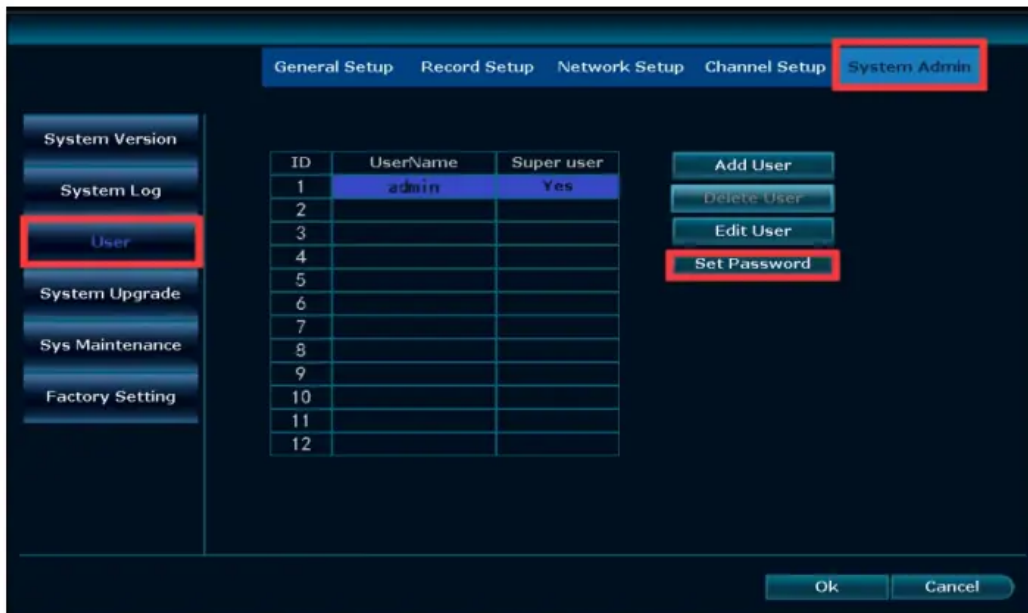 General Setup Record Setup Network Setup Channel Setup System Admin
System Version
System Log
User
System Upgrade
Sys Maintenance
Factory Setting
ID UserName Super user
1 admin Yes
2
3
4
5
6
7
8
9
10
11
12
Add User
Delete User
Edit User
Set Password
Ok Cancel